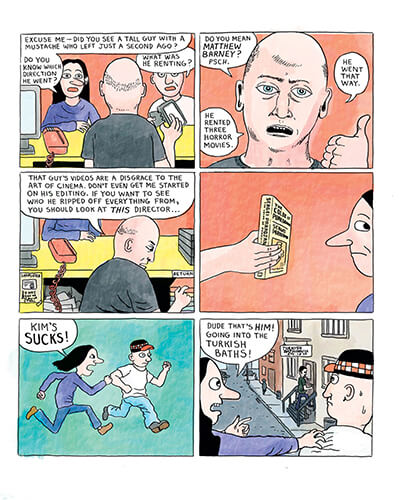 EXCUSE ME – DID YOU SEE A TALL GUY WITH A
MUSTACHE WHO LEFT JUST A SECOND AGO?
DO YOU
KNOW WHICH
DIRECTION
HE WENT?
WHAT WAS
HE RENTING?
DO YOU MEAN
MATTHEW
BARNEY?
PSCH.
HE WENT
THAT
WAY.
HE
RENTED
THREE
HORROR
MOVIES.
THAT GUY'S VIDEOS ARE A DISGRACE TO THE
ART OF CINEMA. DON'T EVEN GET ME STARTED
ON HIS EDITING. IF YOU WANT TO SEE
WHO HE RIPPED OFF EVERYTHING FROM,
YOU SHOULD LOOK AT THIS DIRECTOR...
RETURN
KIM'S
SUCKS!
DUDE THAT'S HIM!
GOING INTO THE
TURKISH
BATHS!